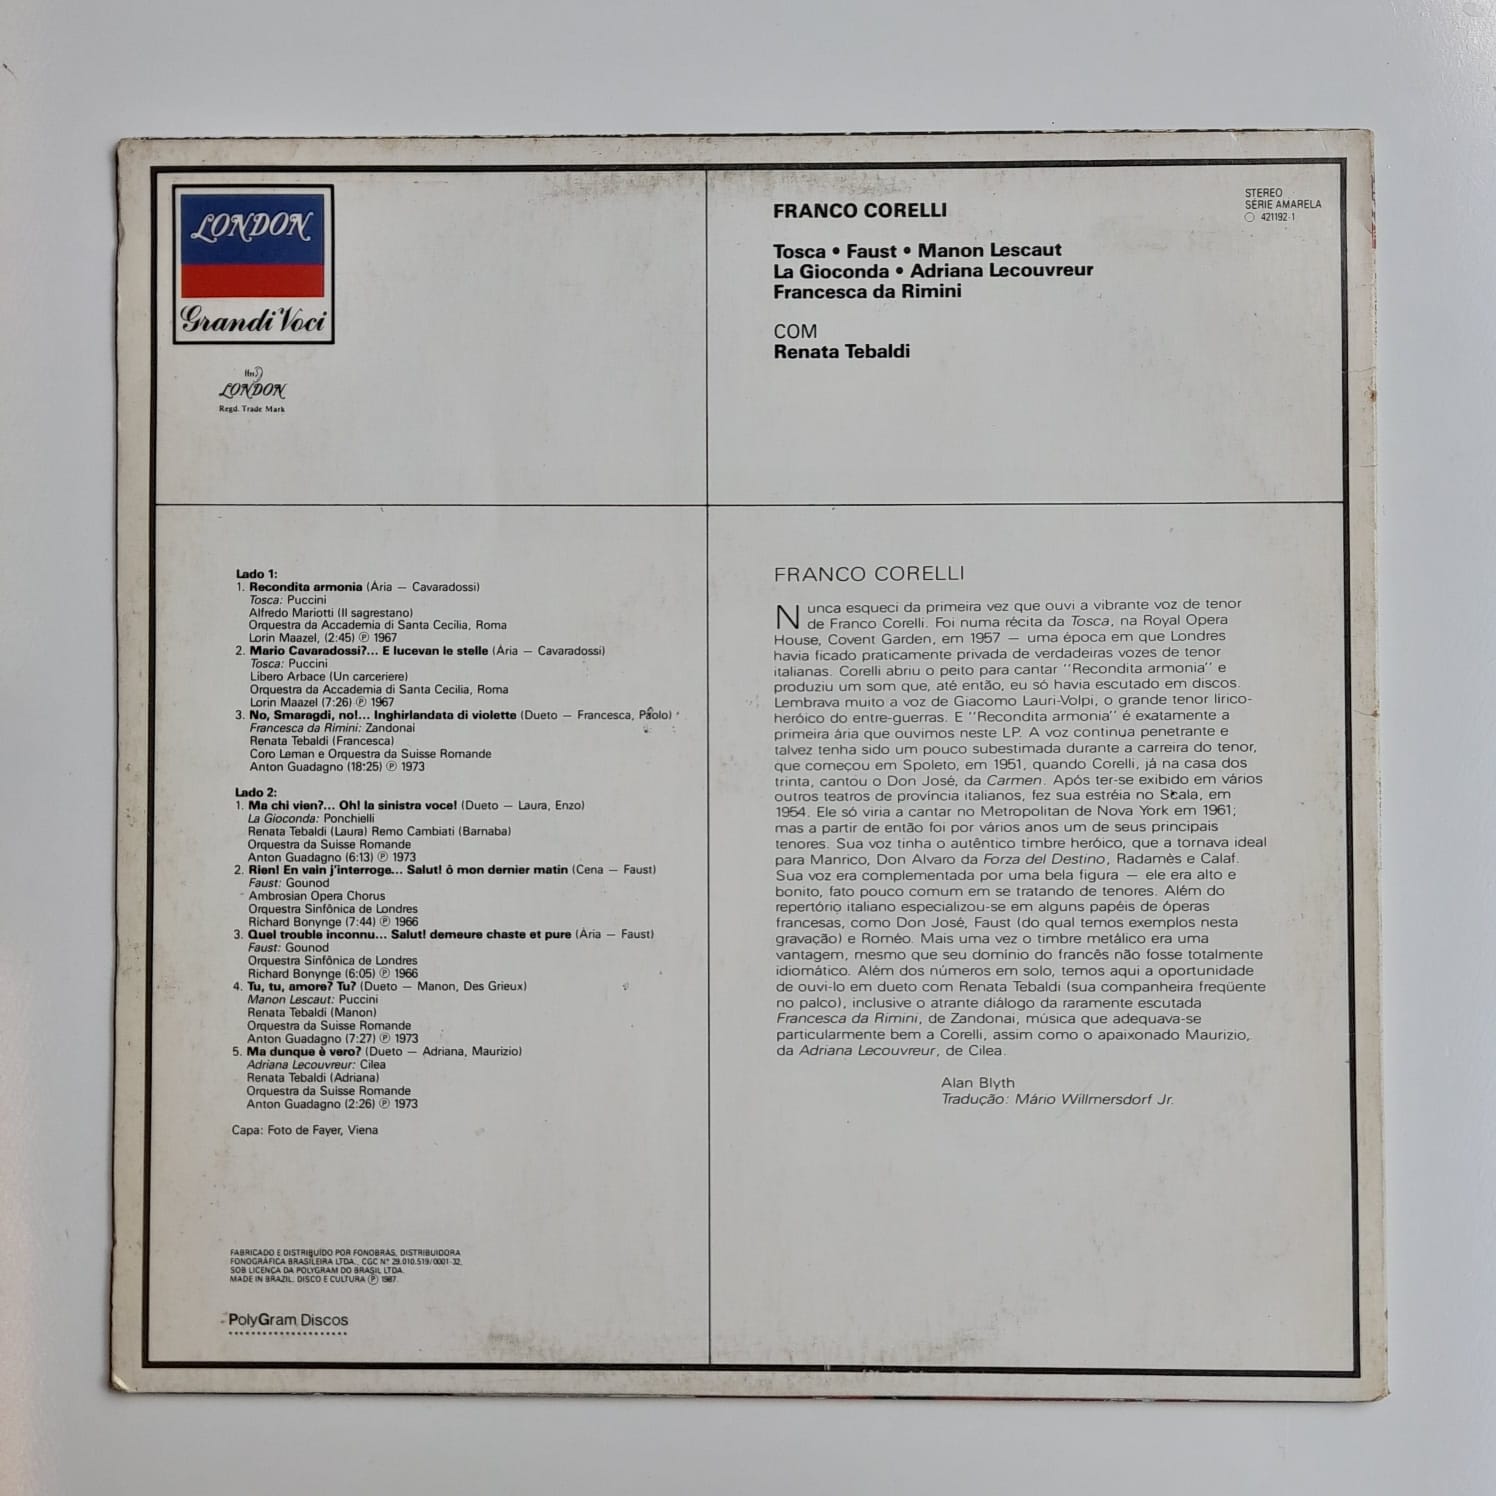 LONDON
Grandi Voci
LONDON
Regd. Trade Mark
FRANCO CORELLI
Tosca • Faust • Manon Lescaut
La Gioconda • Adriana Lecouvreur
Francesca da Rimini
COM
Renata Tebaldi
STEREO
SÉRIE AMARELA
421192-1
Lado 1:
1. Recondita armonia (Ária — Cavaradossi)
Tosca: Puccini
Alfredo Mariotti (Il sagrestano)
Orquestra da Accademia di Santa Cecilia, Roma
Lorin Maazel, (2:45) ℗ 1967
2. Mario Cavaradossi?... E lucevan le stelle (Ária — Cavaradossi)
Tosca: Puccini
Libero Arbace (Un carceriere)
Orquestra da Accademia di Santa Cecilia, Roma
Lorin Maazel (7:26) ℗ 1967
3. No, Smaragdi, no!... Inghirlandata di violette (Dueto — Francesca, Paolo)
Francesca da Rimini: Zandonai
Renata Tebaldi (Francesca)
Coro Leman e Orquestra da Suisse Romande
Anton Guadagno (18:25) ℗ 1973
Lado 2:
1. Ma chi vien?... Oh! la sinistra voce! (Dueto — Laura, Enzo)
La Gioconda: Ponchielli
Renata Tebaldi (Laura) Remo Cambiati (Barnaba)
Orquestra da Suisse Romande
Anton Guadagno (6:13) ℗ 1973
2. Rien! En vain j'interroge... Salut! ô mon dernier matin (Cena — Faust)
Faust: Gounod
Ambrosian Opera Chorus
Orquestra Sinfônica de Londres
Richard Bonynge (7:44) ℗ 1966
3. Quel trouble inconnu... Salut! demeure chaste et pure (Ária — Faust)
Faust: Gounod
Orquestra Sinfônica de Londres
Richard Bonynge (6:05) ℗ 1966
4. Tu, tu, amore? Tu? (Dueto — Manon, Des Grieux)
Manon Lescaut: Puccini
Renata Tebaldi (Manon)
Orquestra da Suisse Romande
Anton Guadagno (7:27) ℗ 1973
5. Ma dunque è vero? (Dueto — Adriana, Maurizio)
Adriana Lecouvreur: Cilea
Renata Tebaldi (Adriana)
Orquestra da Suisse Romande
Anton Guadagno (2:26) ℗ 1973
Capa: Foto de Fayer, Viena
FABRICADO E DISTRIBUÍDO POR FONOBRÁS, DISTRIBUIDORA
FONOGRÁFICA BRASILEIRA LTDA., CGC Nº 29.010.519/0001-32,
SOB LICENÇA DA POLYGRAM DO BRASIL LTDA.
MADE IN BRAZIL. DISCO É CULTURA ℗ 1987.
PolyGram Discos
FRANCO CORELLI
Nunca esqueci da primeira vez que ouvi a vibrante voz de tenor
de Franco Corelli. Foi numa récita da Tosca, na Royal Opera
House, Covent Garden, em 1957 — uma época em que Londres
havia ficado praticamente privada de verdadeiras vozes de tenor
italianas. Corelli abriu o peito para cantar "Recondita armonia" e
produziu um som que, até então, eu só havia escutado em discos.
Lembrava muito a voz de Giacomo Lauri-Volpi, o grande tenor lírico-
heróico do entre-guerras. E "Recondita armonia" é exatamente a
primeira ária que ouvimos neste LP. A voz continua penetrante e
talvez tenha sido um pouco subestimada durante a carreira do tenor,
que começou em Spoleto, em 1951, quando Corelli, já na casa dos
trinta, cantou o Don José, da Carmen. Após ter-se exibido em vários
outros teatros de província italianos, fez sua estréia no Scala, em
1954. Ele só viria a cantar no Metropolitan de Nova York em 1961;
mas a partir de então foi por vários anos um de seus principais
tenores. Sua voz tinha o autêntico timbre heróico, que a tornava ideal
para Manrico, Don Alvaro da Forza del Destino, Radamès e Calaf.
Sua voz era complementada por uma bela figura — ele era alto e
bonito, fato pouco comum em se tratando de tenores. Além do
repertório italiano especializou-se em alguns papéis de óperas
francesas, como Don José, Faust (do qual temos exemplos nesta
gravação) e Roméo. Mais uma vez o timbre metálico era uma
vantagem, mesmo que seu domínio do francês não fosse totalmente
idiomático. Além dos números em solo, temos aqui a oportunidade
de ouvi-lo em dueto com Renata Tebaldi (sua companheira freqüente
no palco), inclusive o atrante diálogo da raramente escutada
Francesca da Rimini, de Zandonai, música que adequava-se
particularmente bem a Corelli, assim como o apaixonado Maurizio,
da Adriana Lecouvreur, de Cilea.
Alan Blyth
Tradução: Mário Willmersdorf Jr.